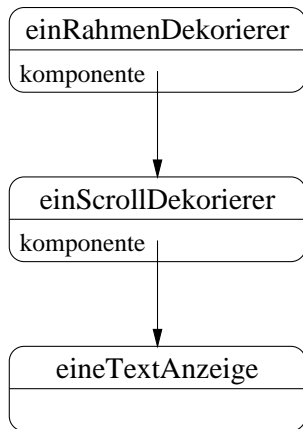 einRahmenDekorierer
komponente
einScrollDekorierer
komponente
eineTextAnzeige